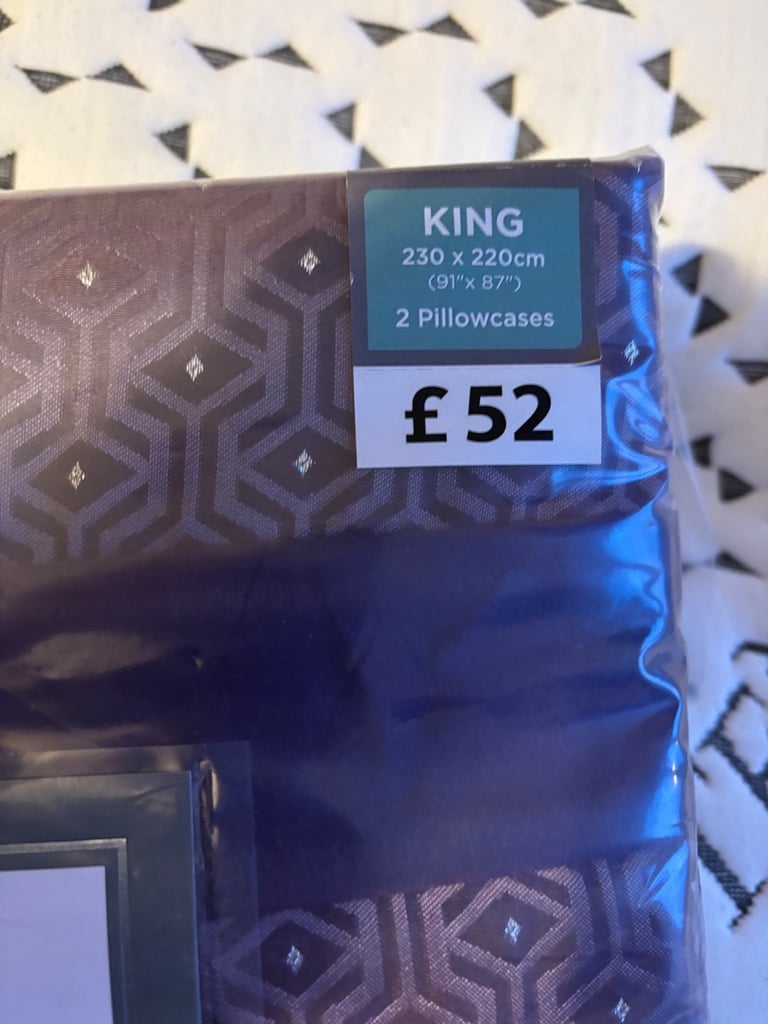 KING
230 x 220cm
(91"x 87")
2 Pillowcases
£52